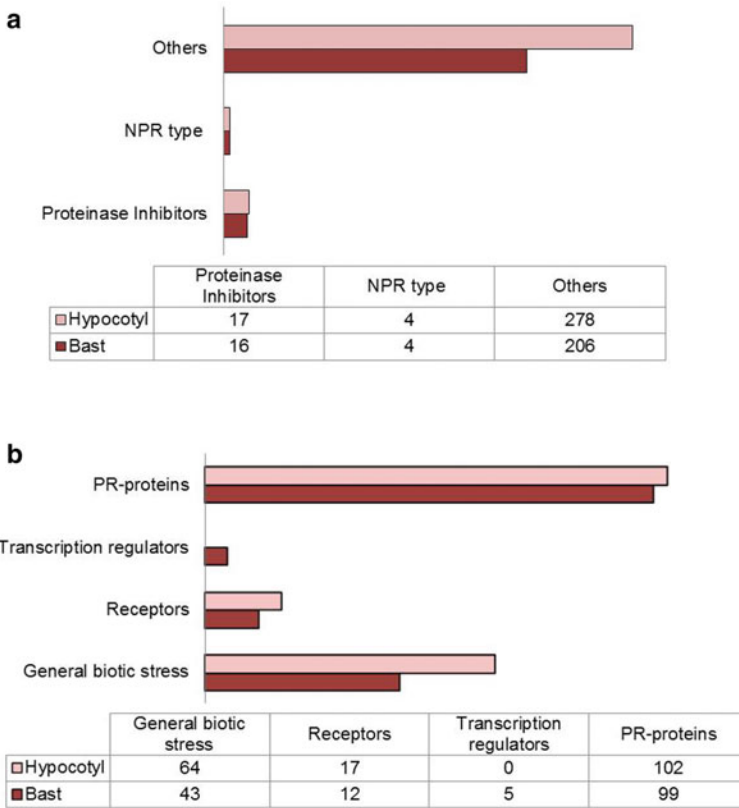 a
Others
NPR type
Proteinase Inhibitors
Proteinase Inhibitors NPR type Others
Hypocotyl 17 4 278
Bast 16 4 206
b
PR-proteins
Transcription regulators
Receptors
General biotic stress
General biotic stress Receptors Transcription regulators PR-proteins
Hypocotyl 64 17 0 102
Bast 43 12 5 99